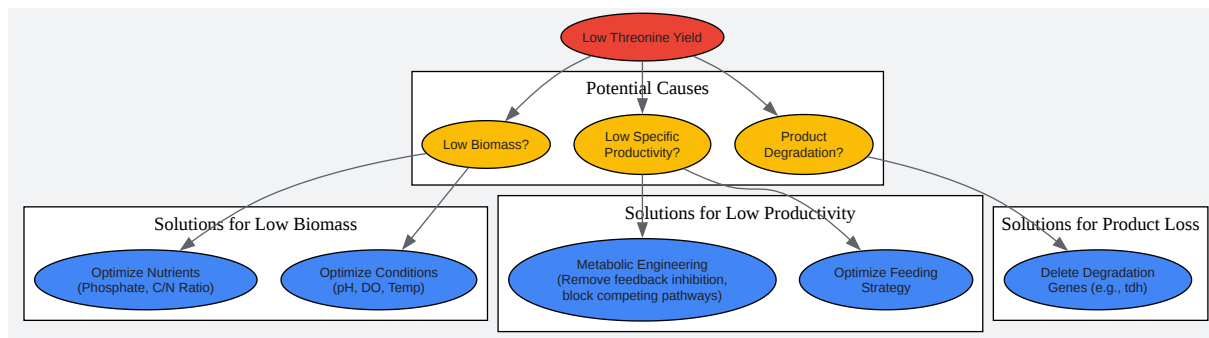 Low Threonine Yield
Potential Causes
Low Biomass?
Low Specific
Productivity?
Product
Degradation?
Solutions for Low Biomass
Optimize Nutrients
(Phosphate, C/N Ratio)
Optimize Conditions
(pH, DO, Temp)
Solutions for Low Productivity
Metabolic Engineering
(Remove feedback inhibition,
block competing pathways)
Optimize Feeding
Strategy
Solutions for Product Loss
Delete Degradation
Genes (e.g., tdh)